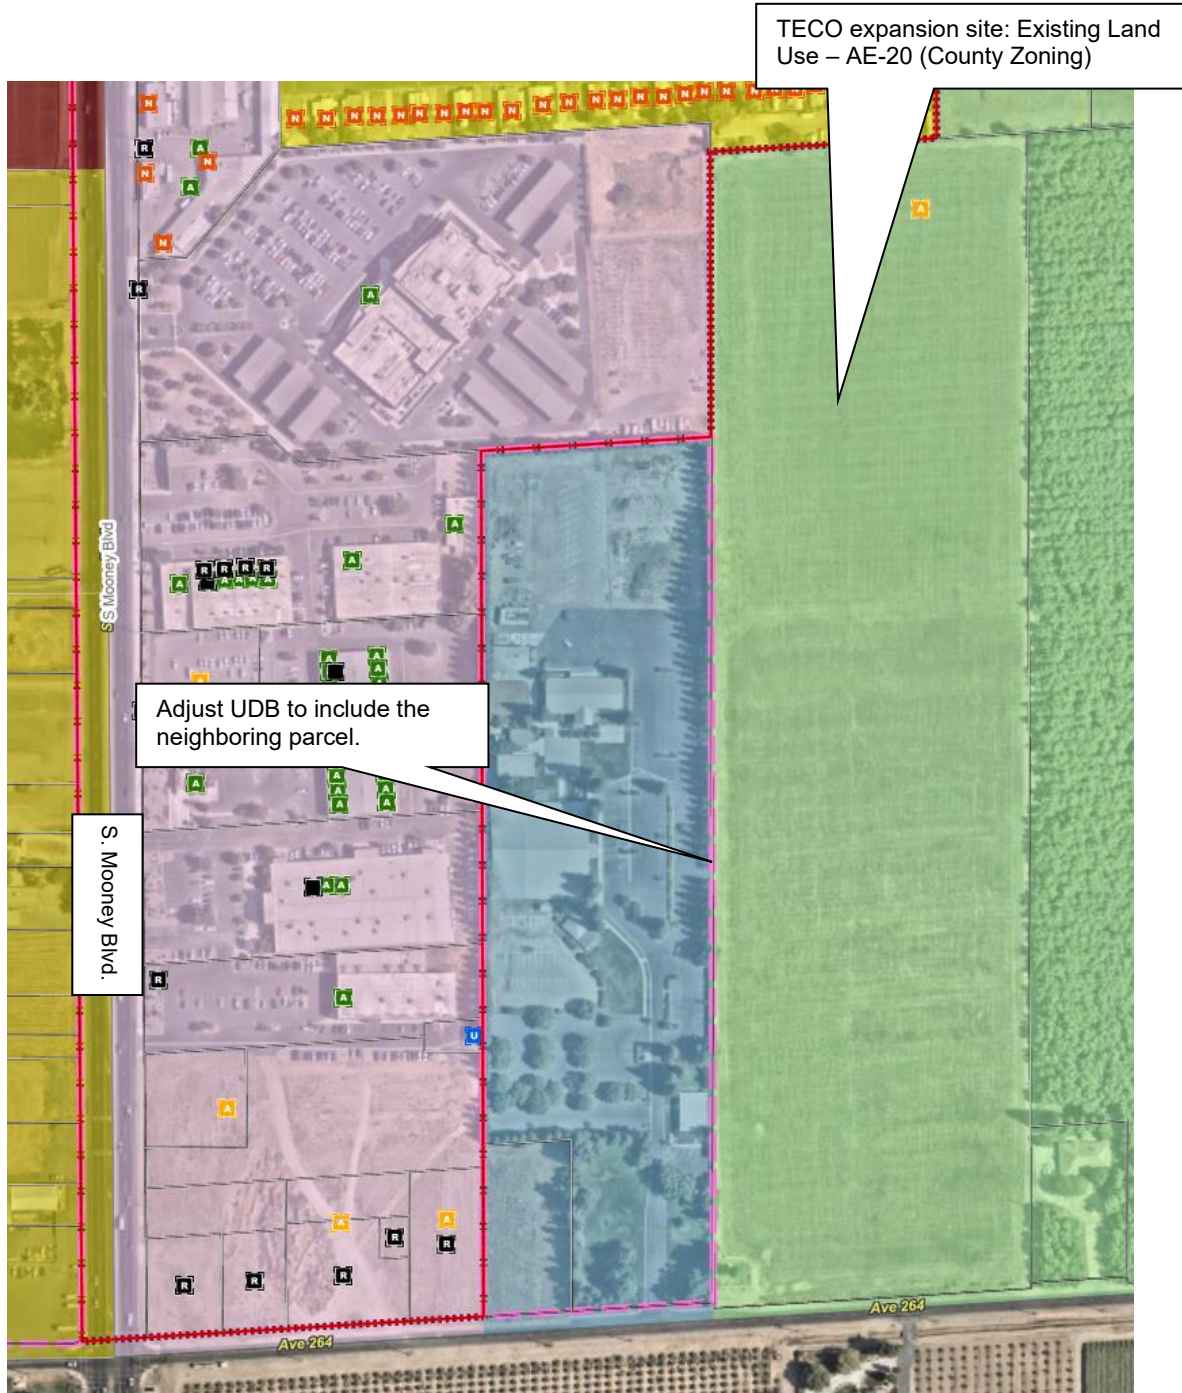 TECO expansion site: Existing Land
Use – AE-20 (County Zoning)
N
N N N N N N N N N N N N N N N N N N N N
R A
N
N
A
A
N
R
A
S Mooney Blvd
A
A
R R R R
A
A A A A
A A
A
Adjust UDB to include the
neighboring parcel.
A
A A
A A
A A
S. Mooney Blvd.
A A
R
A
U
A
A A
R R
R R R
Ave 264
Ave 264